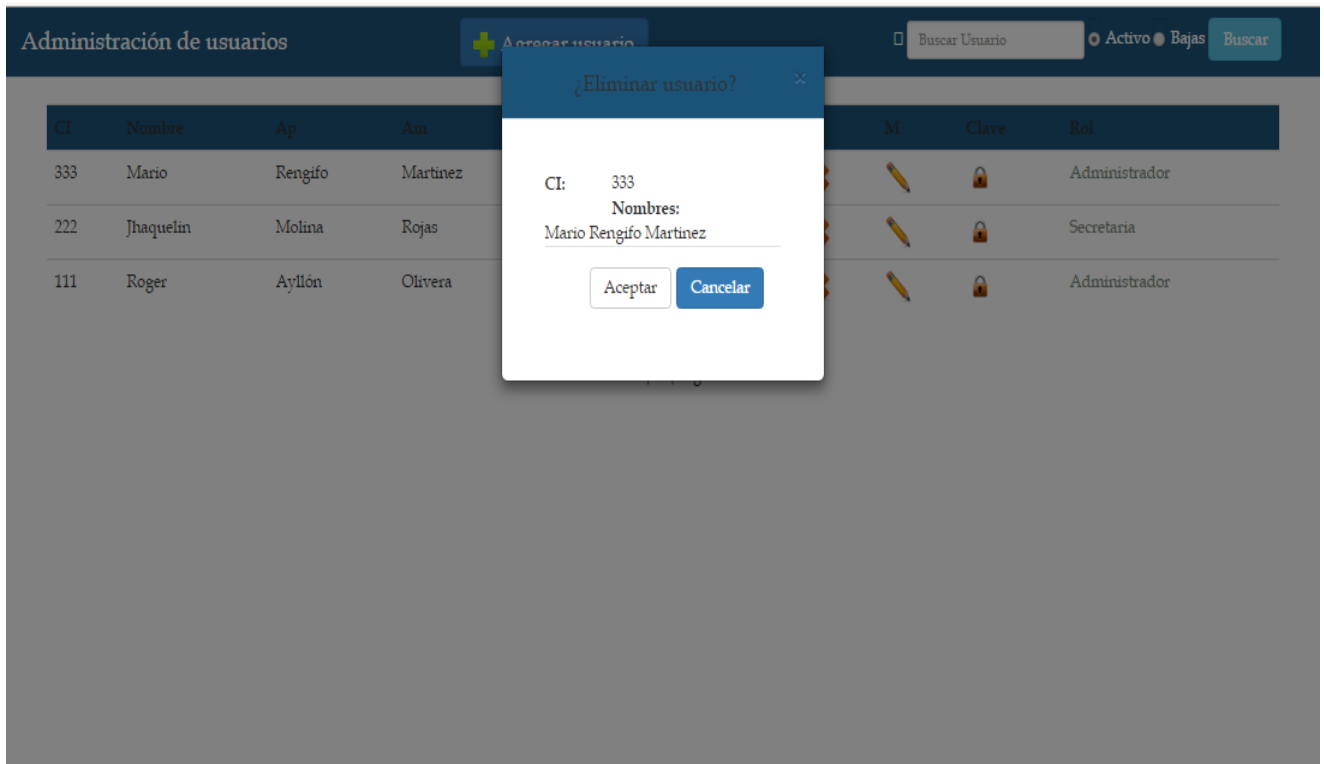 Administración de usuarios
Agregar usuario
Buscar Usuario
Activo Bajas Buscar
¿Eliminar usuario? ×
CI Nombre Ap Am M Clave Rol
333 Mario Rengifo Martinez Administrador
222 Jhaquelin Molina Rojas Secretaria
111 Roger Ayllón Olivera Administrador
CI: 333
Nombres:
Mario Rengifo Martinez
Aceptar Cancelar